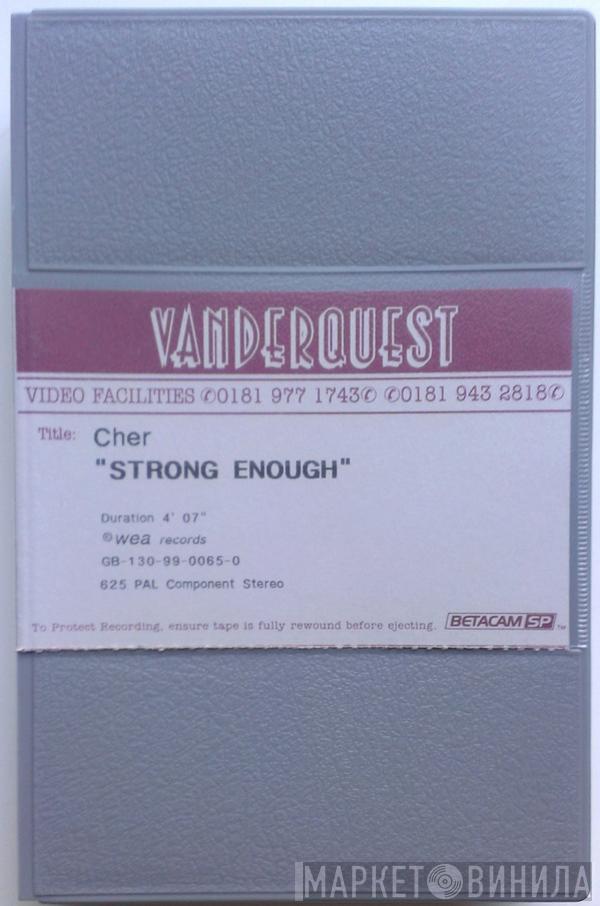 VANDERQUEST
VIDEO FACILITIES ✆0181 977 1743✆ ✆0181 943 2818✆
Title: Cher
"STRONG ENOUGH"
Duration 4' 07"
©wea records
GB-130-99-0065-0
625 PAL Component Stereo
To Protect Recording, ensure tape is fully rewound before ejecting. BETACAM SP ™
МАРКЕТ ВИНИЛА